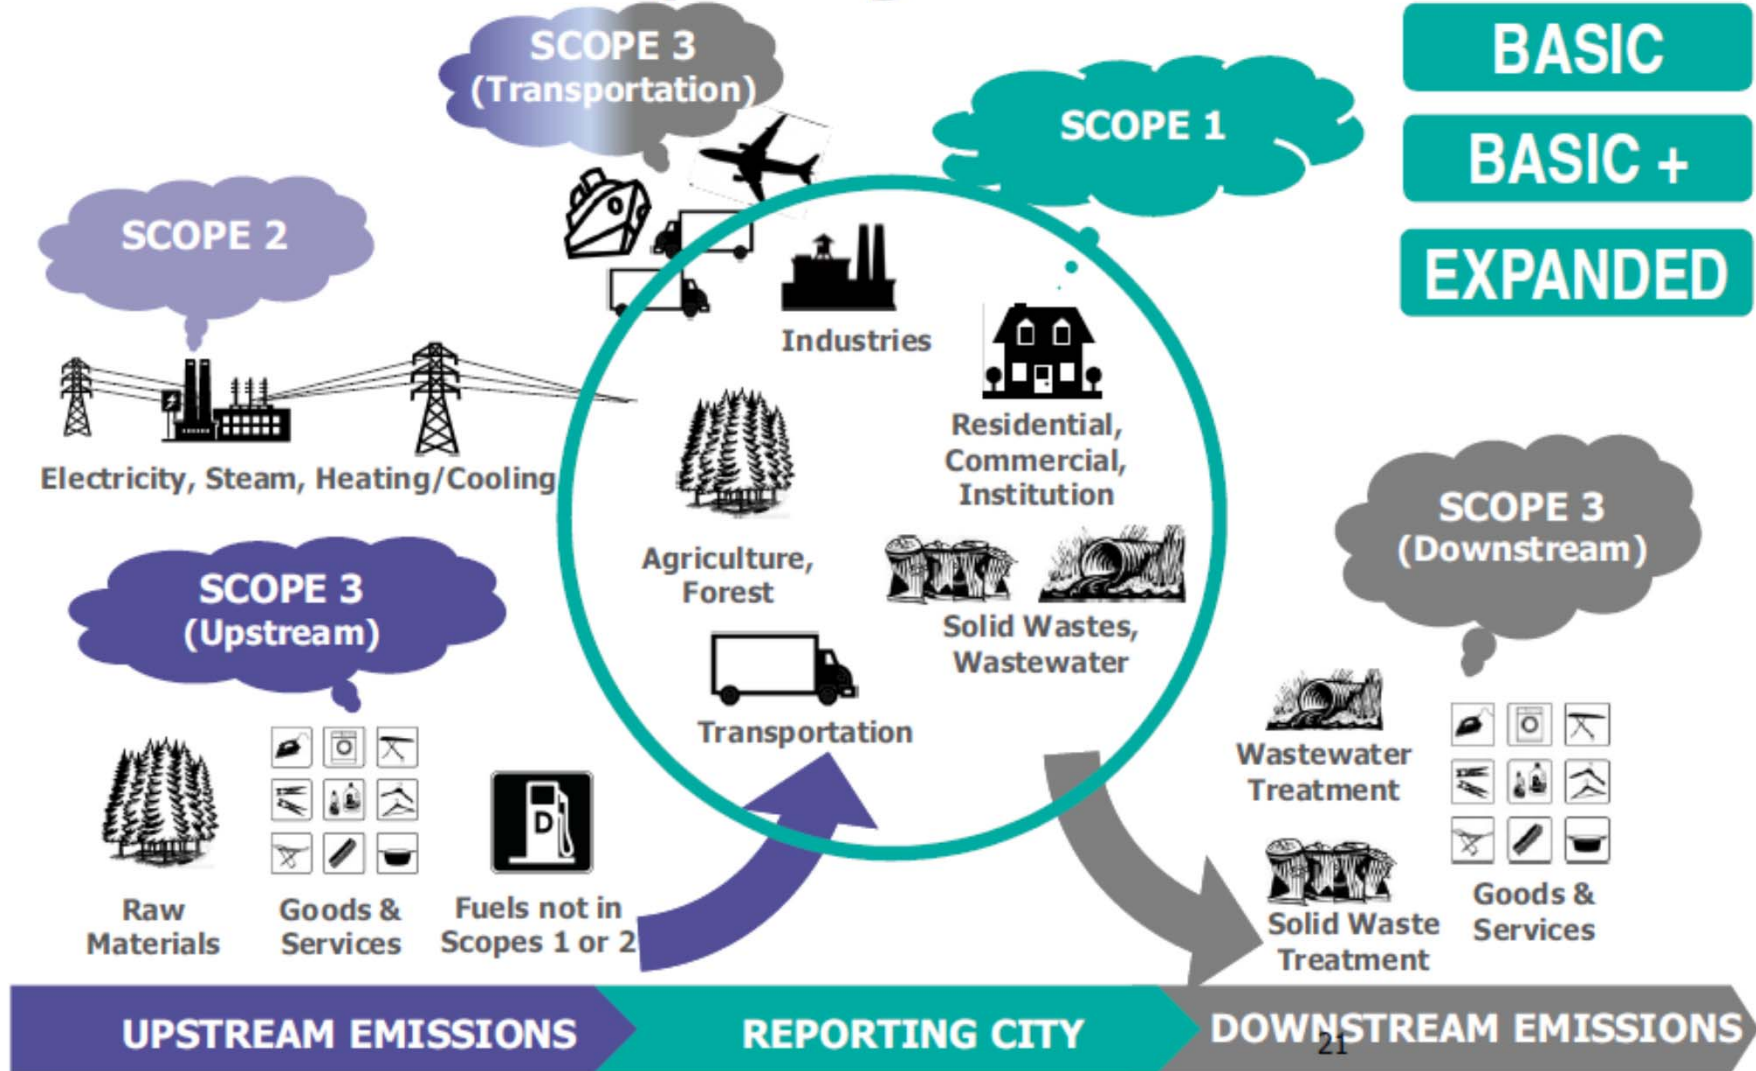 SCOPE 3
(Transportation)
SCOPE 1
BASIC
BASIC +
EXPANDED
SCOPE 2
Industries
Electricity, Steam, Heating/Cooling
Residential,
Commercial,
Institution
Agriculture,
Forest
Solid Wastes,
Wastewater
Transportation
SCOPE 3
(Upstream)
SCOPE 3
(Downstream)
Raw
Materials
Goods &
Services
D
Fuels not in
Scopes 1 or 2
Wastewater
Treatment
Solid Waste
Treatment
Goods &
Services
UPSTREAM EMISSIONS
REPORTING CITY
DOWNSTREAM EMISSIONS
21